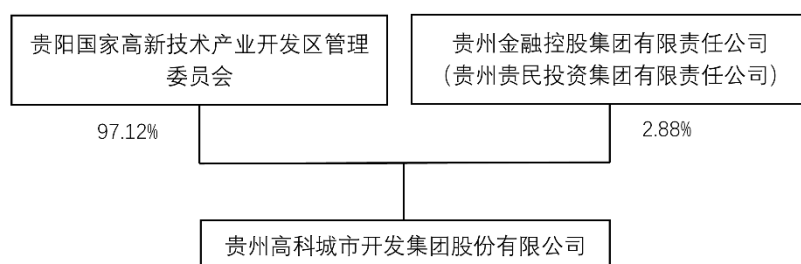 贵阳国家高新技术产业开发区管理
委员会
贵州金融控股集团有限责任公司
（贵州贵民投资集团有限责任公司）
97.12%
2.88%
贵州高科城市开发集团股份有限公司